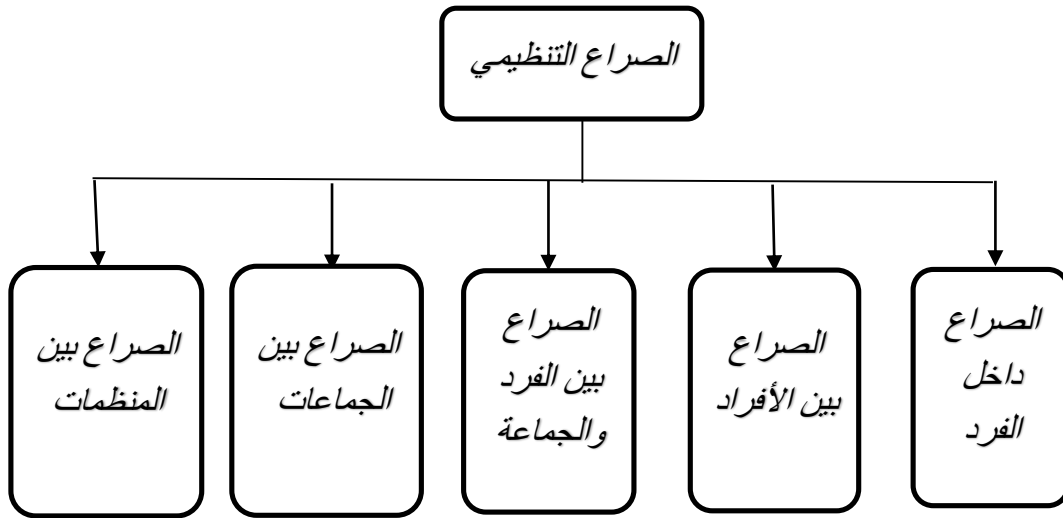 الصراع التنظيمي
الصراع
داخل
الفرد
الصراع
بين الأفراد
الصراع
بين الفرد
والجماعة
الصراع بين
الجماعات
الصراع بين
المنظمات